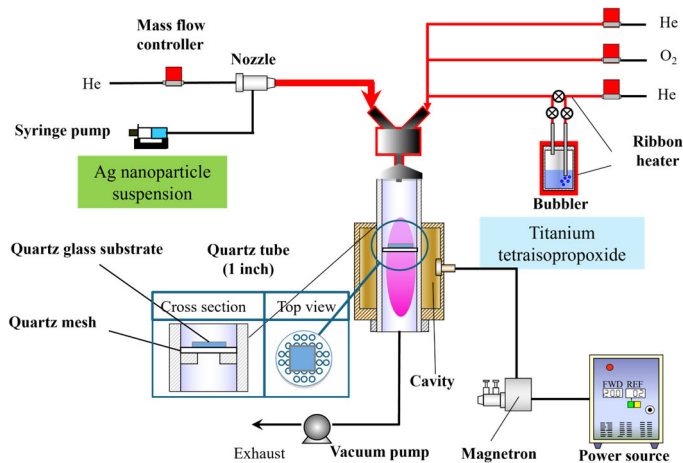 Mass flow
controller
Nozzle
He
Syringe pump
Ag nanoparticle
suspension
He
O2
He
Ribbon
heater
Bubbler
Titanium
tetraisopropoxide
Quartz glass substrate
Quartz tube
(1 inch)
Cross section
Top view
Quartz mesh
Cavity
Exhaust
Vacuum pump
Magnetron
FWD REF
200 02
Power source